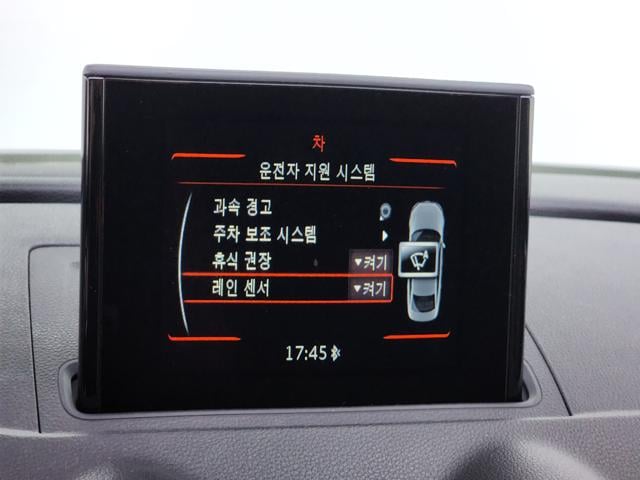 차
운전자 지원 시스템
과속 경고
주차 보조 시스템
휴식 권장 ▾켜기
레인 센서 ▾켜기
17:45